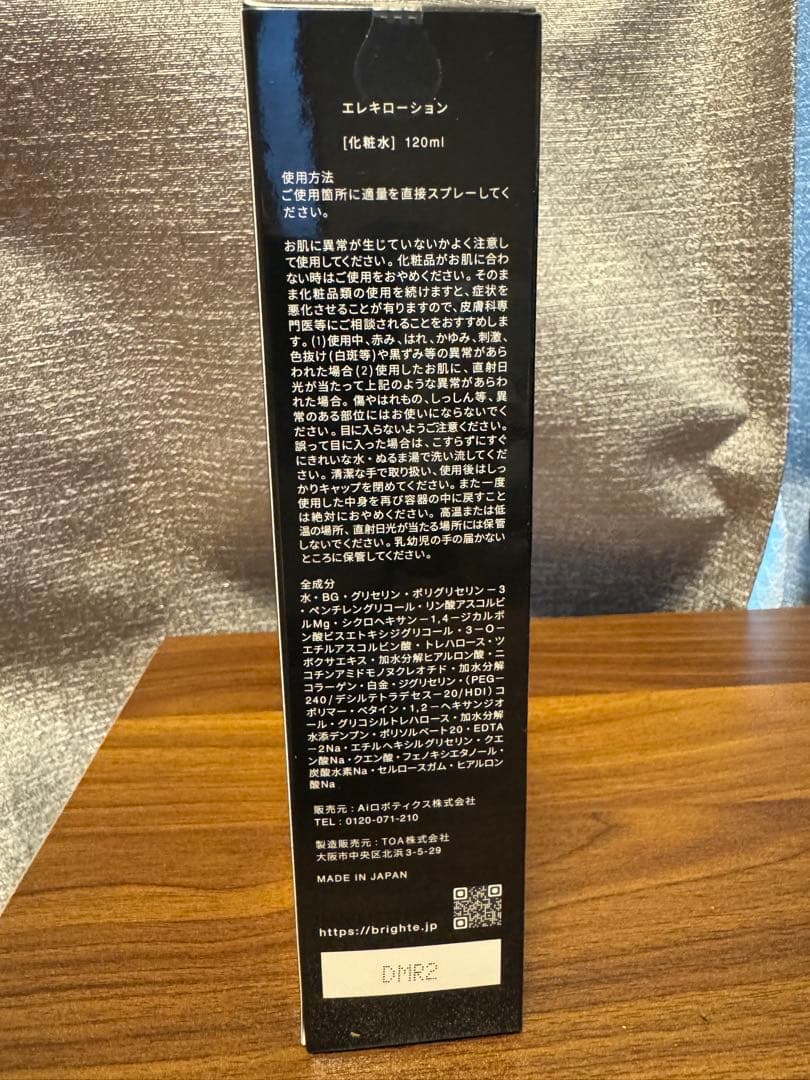 エレキローション
[化粧水] 120ml
使用方法
ご使用箇所に適量を直接スプレーしてく
ださい。
お肌に異常が生じていないかよく注意し
て使用してください。化粧品がお肌に合わ
ない時はご使用をおやめください。そのま
ま化粧品類の使用を続けますと、症状を
悪化させることが有りますので、皮膚科専
門医等にご相談されることをおすすめしま
す。(1)使用中、赤み、はれ、かゆみ、刺激、
色抜け(白斑等)や黒ずみ等の異常があら
われた場合(2)使用したお肌に、直射日
光が当たって上記のような異常があらわ
れた場合。傷やはれもの、しっしん等、異
常のある部位にはお使いにならないでく
ださい。目に入らないようご注意ください。
誤って目に入った場合は、こすらずにすぐ
にきれいな水・ぬるま湯で洗い流してくだ
さい。清潔な手で取り扱い、使用後はしっ
かりキャップを閉めてください。また一度
使用した中身を再び容器の中に戻すこと
は絶対におやめください。高温または低
温の場所、直射日光が当たる場所には保管
しないでください。乳幼児の手の届かない
ところに保管してください。
全成分
水・BG・グリセリン・ポリグリセリン-3
・ペンチレングリコール・リン酸アスコルビ
ルMg・シクロヘキサン-1,4-ジカルボ
ン酸ビスエトキシジグリコール・3-O-
エチルアスコルビン酸・トレハロース・ツ
ボクサエキス・加水分解ヒアルロン酸・ニ
コチンアミドモノヌクレオチド・加水分解
コラーゲン・白金・ジグリセリン・(PEG-
240/デシルテトラデセス-20/HDI)コ
ポリマー・ベタイン・1,2-ヘキサンジオ
ール・グリコシルトレハロース・加水分解
水添デンプン・ポリソルベート20・EDTA
-2Na・エチルヘキシルグリセリン・クエ
ン酸Na・クエン酸・フェノキシエタノール・
炭酸水素Na・セルロースガム・ヒアルロン
酸Na
販売元：Aiロボティクス株式会社
TEL：0120-071-210
製造販売元：TOA株式会社
大阪市中央区北浜3-5-29
MADE IN JAPAN
https://brighte.jp
DMR2